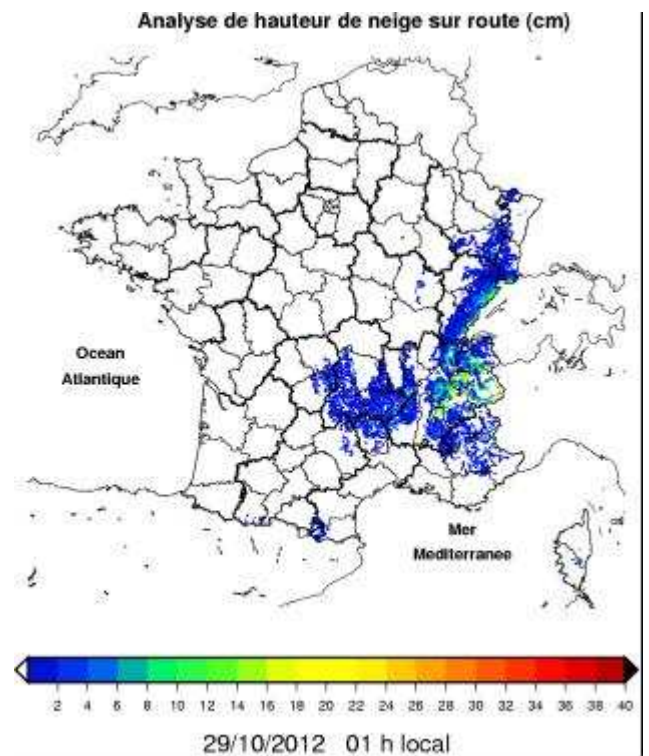 Analyse de hauteur de neige sur route (cm)
Ocean
Atlantique
Mer
Mediterranee
2 4 6 8 10 12 14 16 18 20 22 24 26 28 30 32 34 36 38 40
29/10/2012 01 h local